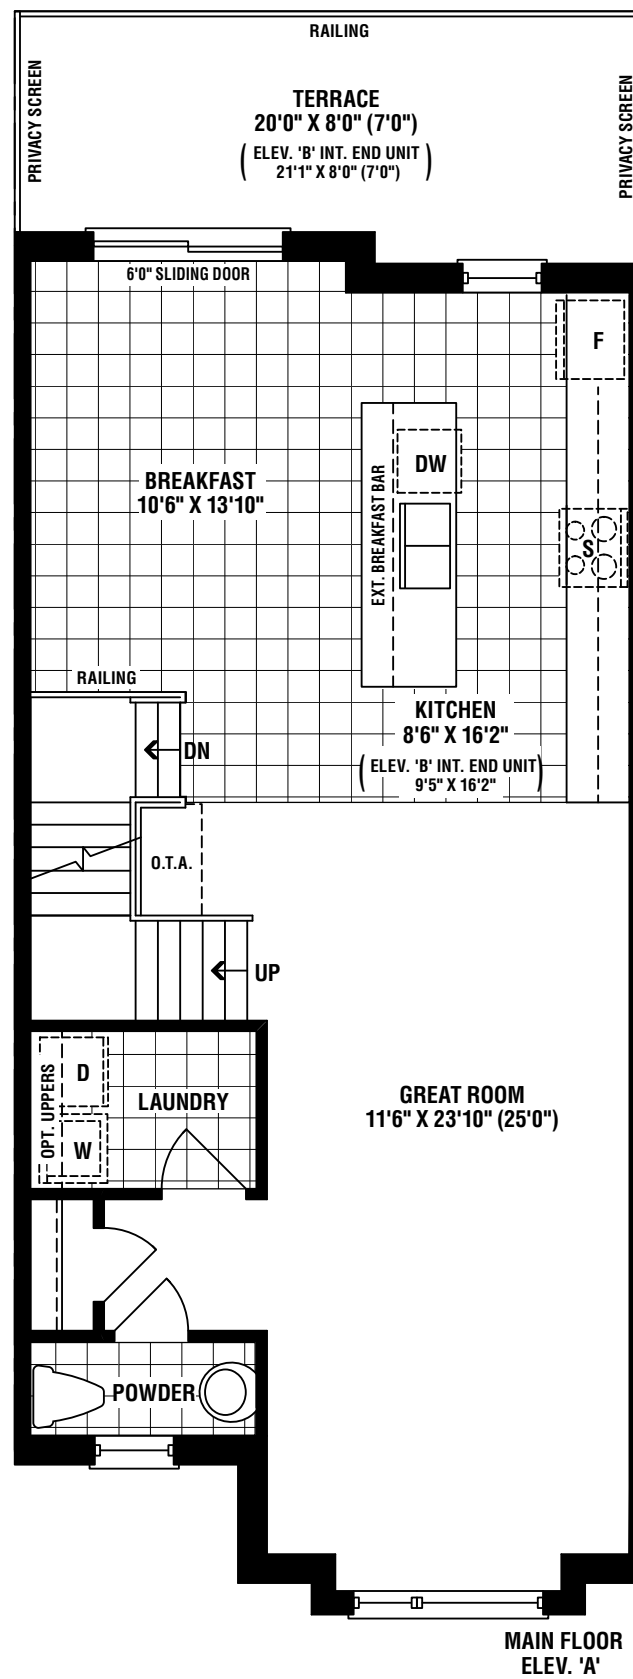 RAILING
PRIVACY SCREEN
PRIVACY SCREEN
TERRACE
20'0" X 8'0" (7'0")
( ELEV. 'B' INT. END UNIT )
21'1" X 8'0" (7'0")
6'0" SLIDING DOOR
F
BREAKFAST
10'6" X 13'10"
EXT. BREAKFAST BAR
DW
S
RAILING
KITCHEN
8'6" X 16'2"
( ELEV. 'B' INT. END UNIT )
9'5" X 16'2"
DN
O.T.A.
UP
OPT. UPPERS
D
LAUNDRY
W
GREAT ROOM
11'6" X 23'10" (25'0")
POWDER
MAIN FLOOR
ELEV. 'A'